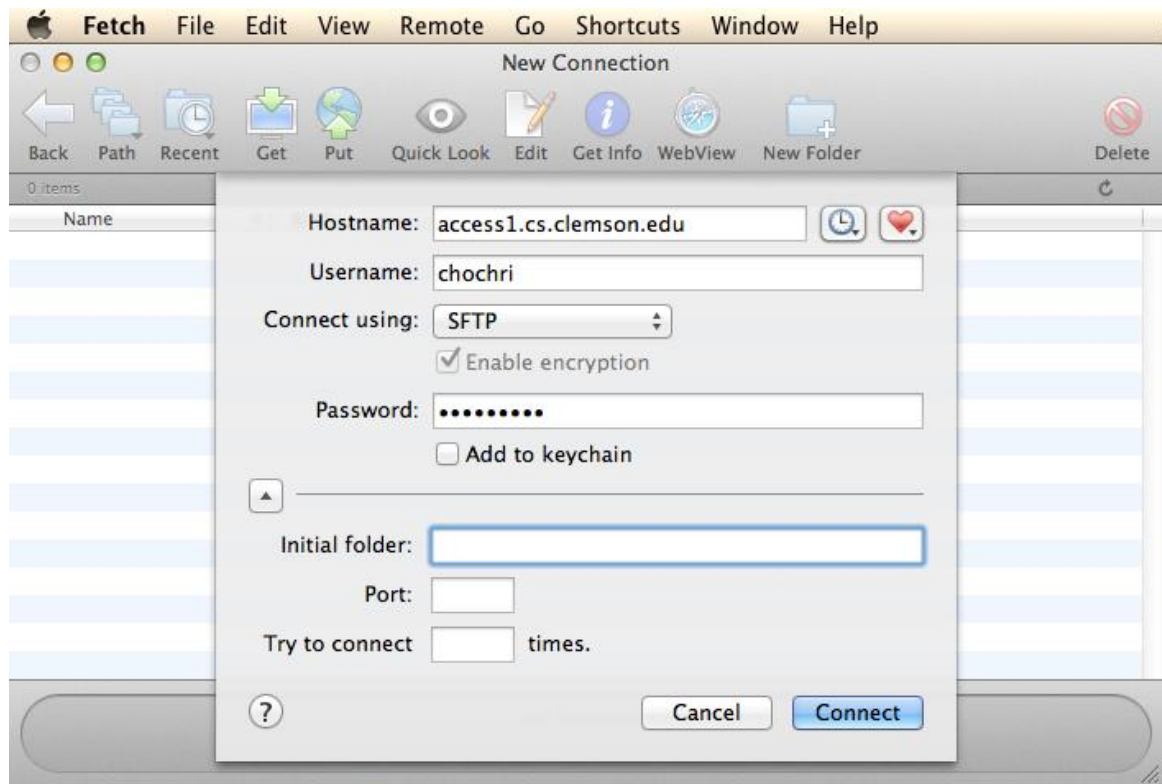 Fetch File Edit View Remote Go Shortcuts Window Help
New Connection
Back Path Recent Get Put Quick Look Edit Get Info WebView New Folder Delete
0 items
Name
Hostname: access1.cs.clemson.edu
Username: chochri
Connect using: SFTP
Enable encryption
Password: •••••••••
Add to keychain
Initial folder:
Port:
Try to connect times.
? Cancel Connect